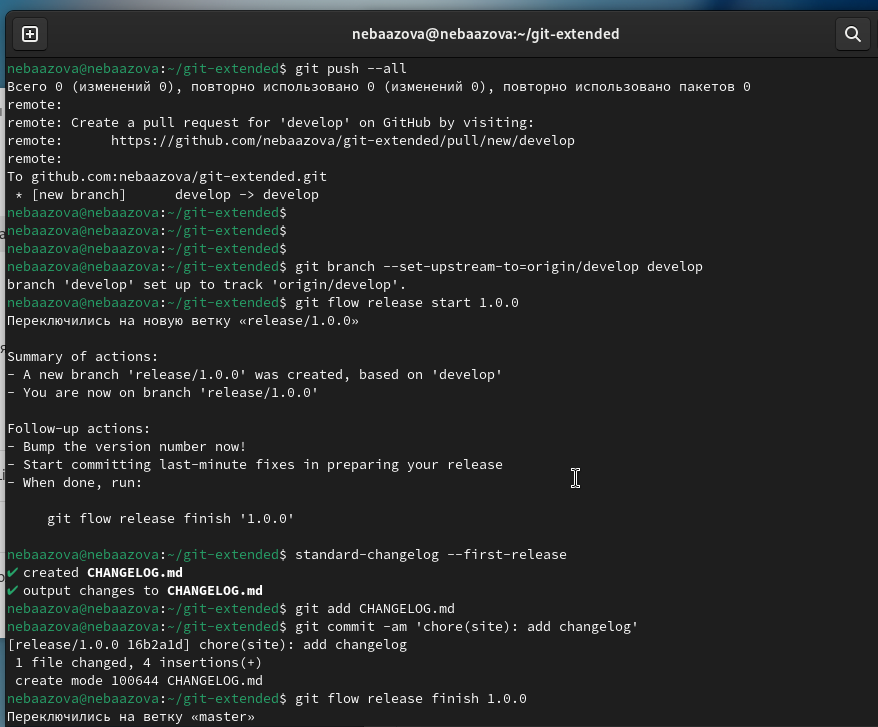 nebaazova@nebaazova:~/git-extended
nebaazova@nebaazova:~/git-extended$ git push --all
Всего 0 (изменений 0), повторно использовано 0 (изменений 0), повторно использовано пакетов 0
remote:
remote: Create a pull request for 'develop' on GitHub by visiting:
remote:      https://github.com/nebaazova/git-extended/pull/new/develop
remote:
To github.com:nebaazova/git-extended.git
 * [new branch]      develop -> develop
nebaazova@nebaazova:~/git-extended$
nebaazova@nebaazova:~/git-extended$
nebaazova@nebaazova:~/git-extended$
nebaazova@nebaazova:~/git-extended$ git branch --set-upstream-to=origin/develop develop
branch 'develop' set up to track 'origin/develop'.
nebaazova@nebaazova:~/git-extended$ git flow release start 1.0.0
Переключились на новую ветку «release/1.0.0»
Summary of actions:
- A new branch 'release/1.0.0' was created, based on 'develop'
- You are now on branch 'release/1.0.0'
Follow-up actions:
- Bump the version number now!
- Start committing last-minute fixes in preparing your release
- When done, run:
     git flow release finish '1.0.0'
nebaazova@nebaazova:~/git-extended$ standard-changelog --first-release
✔ created CHANGELOG.md
✔ output changes to CHANGELOG.md
nebaazova@nebaazova:~/git-extended$ git add CHANGELOG.md
nebaazova@nebaazova:~/git-extended$ git commit -am 'chore(site): add changelog'
[release/1.0.0 16b2a1d] chore(site): add changelog
 1 file changed, 4 insertions(+)
 create mode 100644 CHANGELOG.md
nebaazova@nebaazova:~/git-extended$ git flow release finish 1.0.0
Переключились на ветку «master»